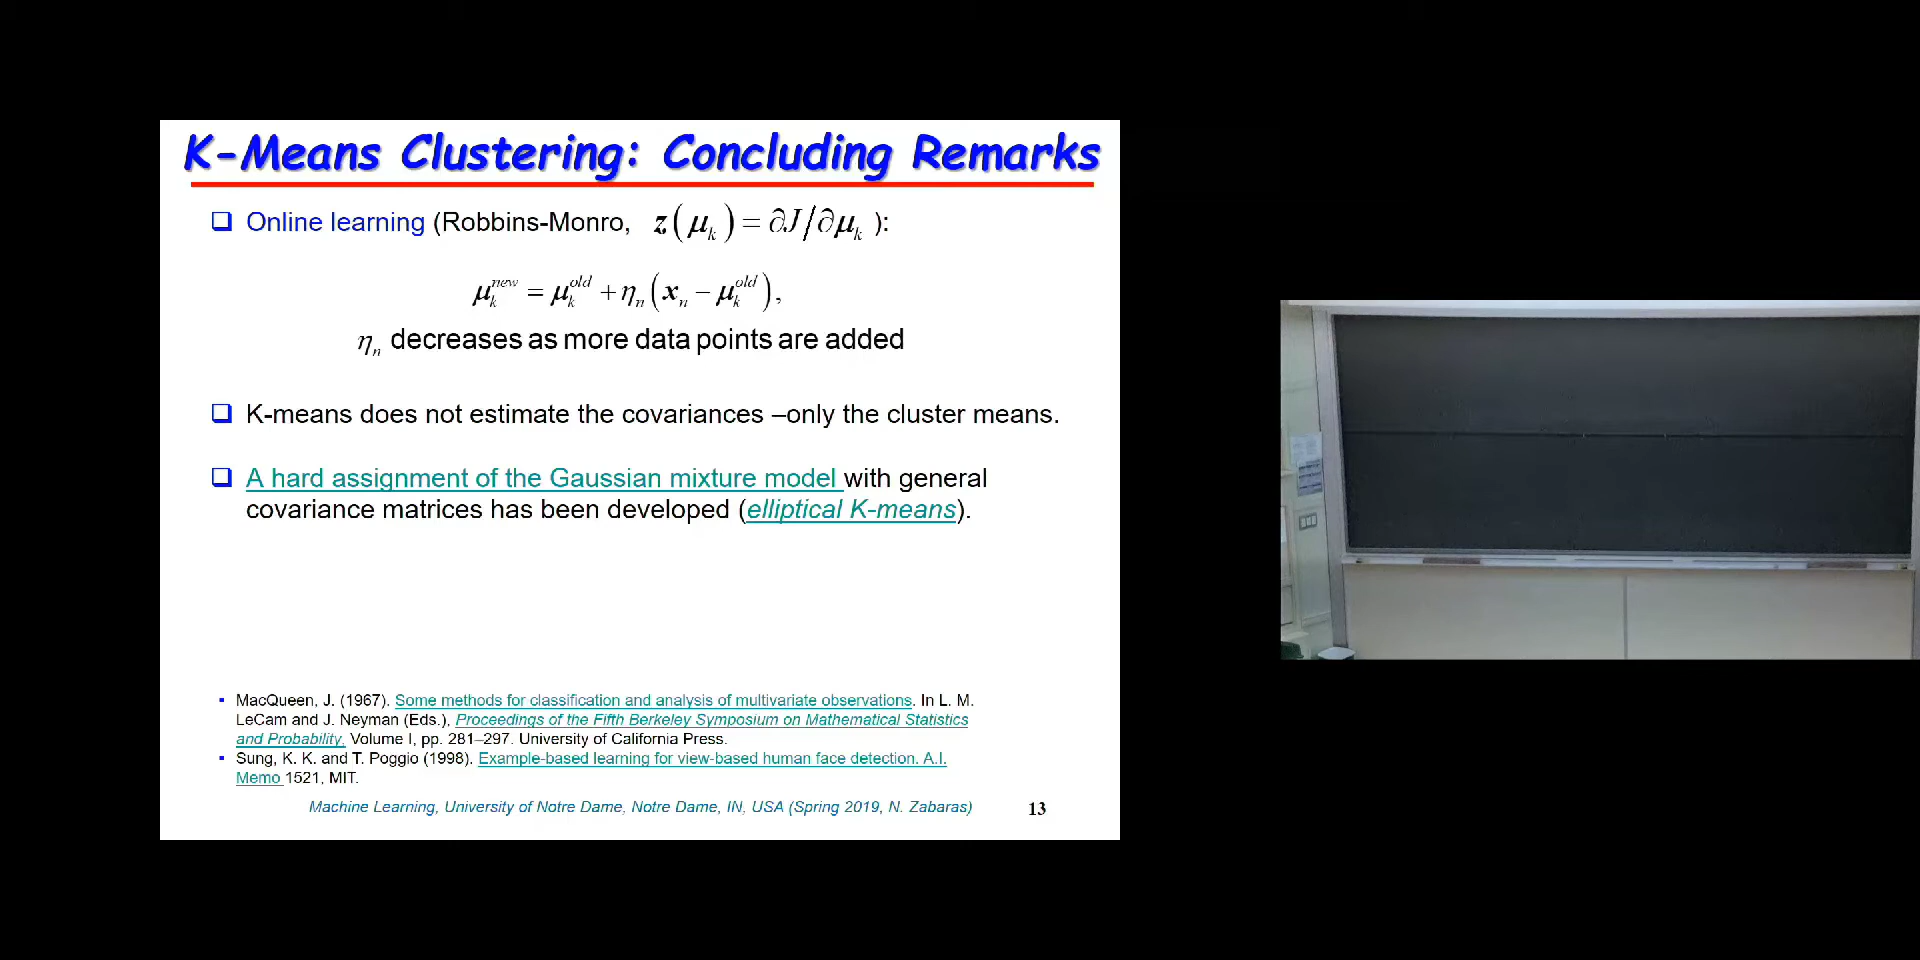 K-Means Clustering: Concluding Remarks
❑ Online learning (Robbins-Monro, z(μ_k) = ∂J/∂μ_k ):
μ_k^new = μ_k^old + η_n (x_n − μ_k^old),
η_n decreases as more data points are added
❑ K-means does not estimate the covariances –only the cluster means.
❑ A hard assignment of the Gaussian mixture model with general
covariance matrices has been developed (elliptical K-means).
▪ MacQueen, J. (1967). Some methods for classification and analysis of multivariate observations. In L. M.
LeCam and J. Neyman (Eds.), Proceedings of the Fifth Berkeley Symposium on Mathematical Statistics
and Probability, Volume I, pp. 281–297. University of California Press.
▪ Sung, K. K. and T. Poggio (1998). Example-based learning for view-based human face detection. A.I.
Memo 1521, MIT.
Machine Learning, University of Notre Dame, Notre Dame, IN, USA (Spring 2019, N. Zabaras)
13